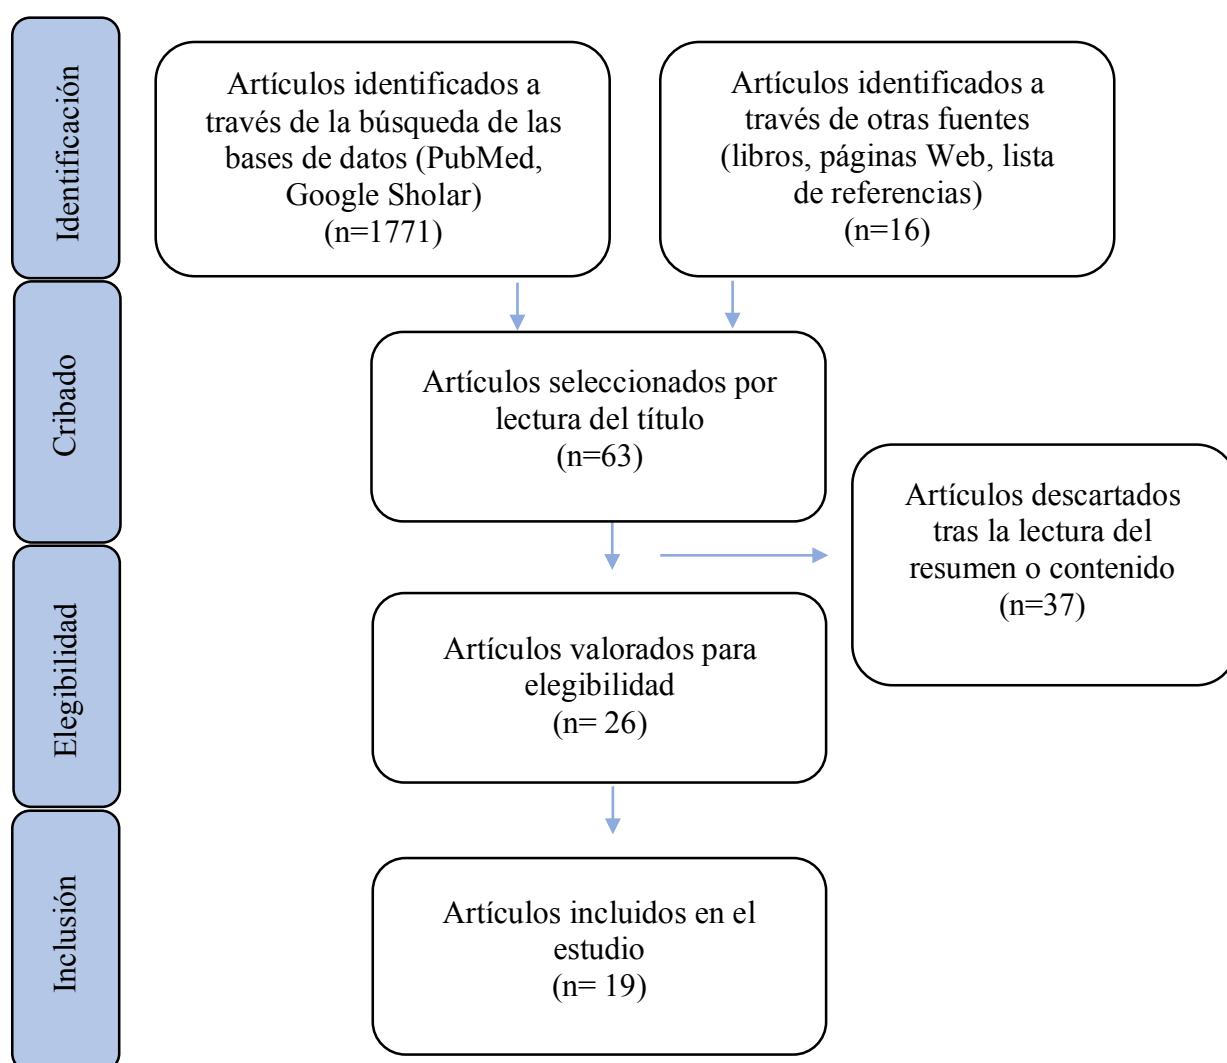 Identificación
Artículos identificados a
través de la búsqueda de las
bases de datos (PubMed,
Google Sholar)
(n=1771)
Artículos identificados a
través de otras fuentes
(libros, páginas Web, lista
de referencias)
(n=16)
Cribado
Artículos seleccionados por
lectura del título
(n=63)
Artículos descartados
tras la lectura del
resumen o contenido
(n=37)
Elegibilidad
Artículos valorados para
elegibilidad
(n= 26)
Inclusión
Artículos incluidos en el
estudio
(n= 19)